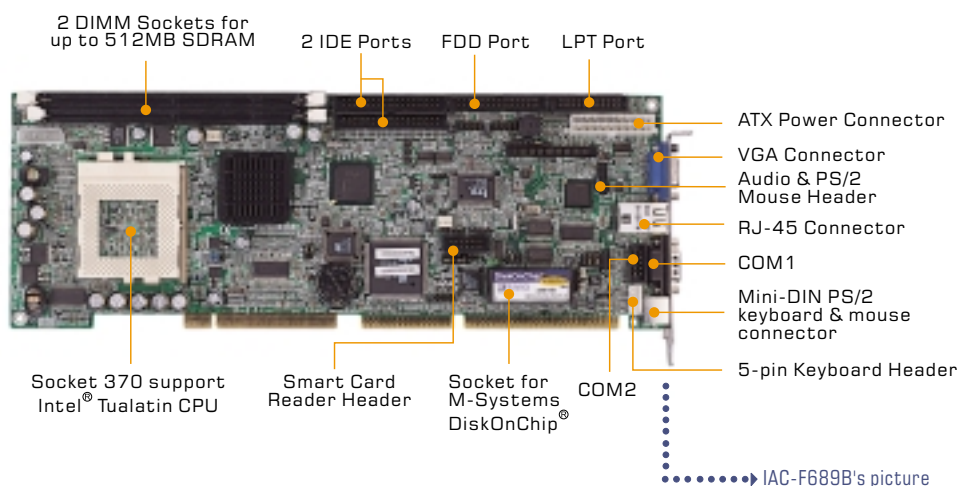 2 DIMM Sockets for
up to 512MB SDRAM
2 IDE Ports
FDD Port
LPT Port
ATX Power Connector
VGA Connector
Audio & PS/2
Mouse Header
RJ-45 Connector
COM1
Mini-DIN PS/2
keyboard & mouse
connector
5-pin Keyboard Header
COM2
Socket for
M-Systems
DiskOnChip®
Smart Card
Reader Header
Socket 370 support
Intel® Tualatin CPU
DiskOnChip
IAC-F689B's picture